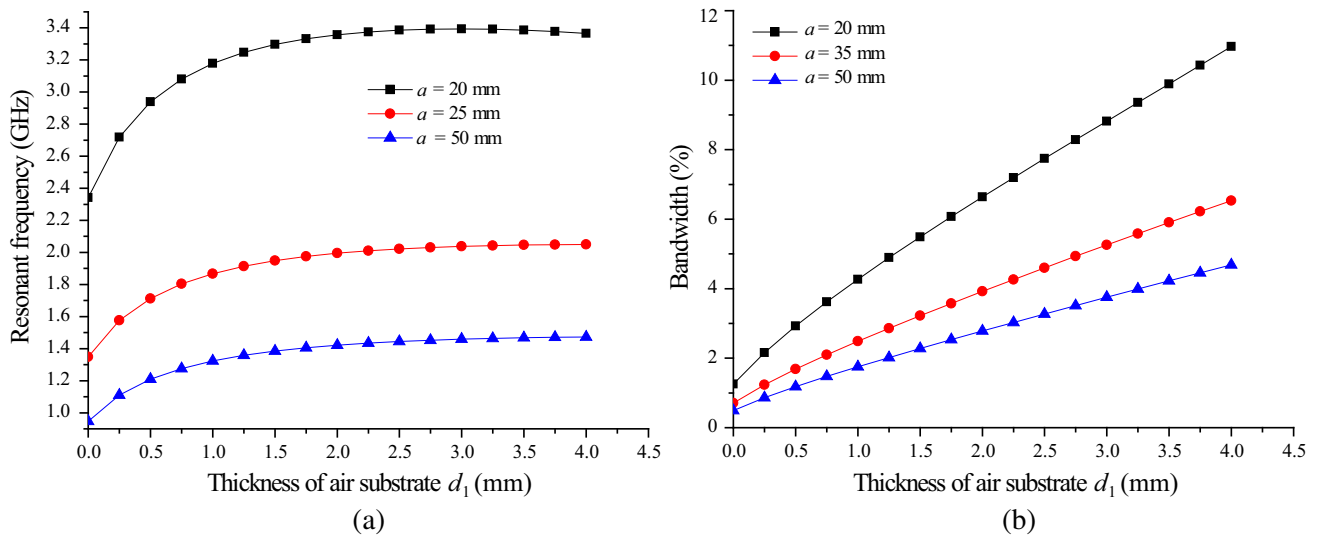 3.4
3.2
3.0
2.8
2.6
2.4
2.2
2.0
1.8
1.6
1.4
1.2
1.0
Resonant frequency (GHz)
a = 20 mm
a = 25 mm
a = 50 mm
0.0 0.5 1.0 1.5 2.0 2.5 3.0 3.5 4.0 4.5
Thickness of air substrate d₁ (mm)
(a)
12
10
8
6
4
2
0
Bandwidth (%)
a = 20 mm
a = 35 mm
a = 50 mm
0.0 0.5 1.0 1.5 2.0 2.5 3.0 3.5 4.0 4.5
Thickness of air substrate d₁ (mm)
(b)